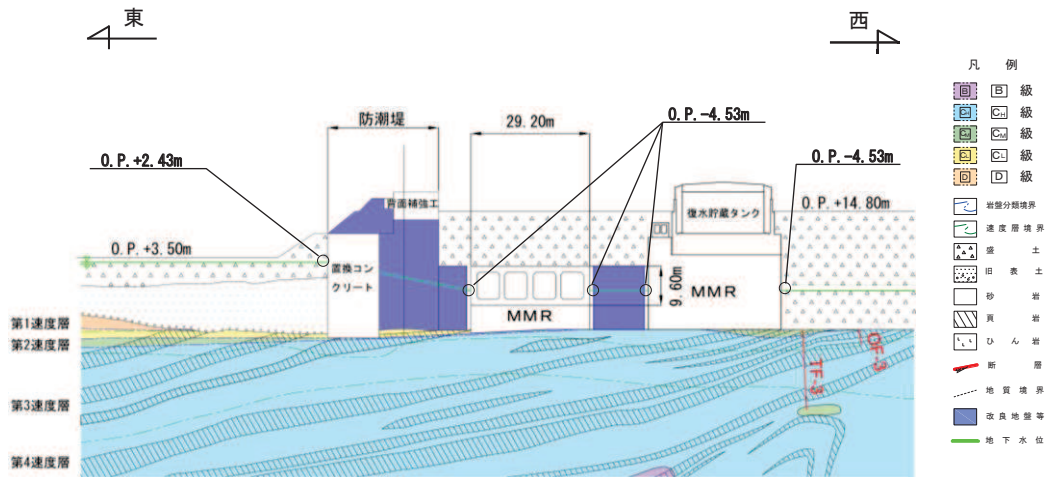 東
西
防潮堤
29.20m
O.P.-4.53m
O.P.+2.43m
O.P.-4.53m
背面補強工
復水貯蔵タンク
O.P.+14.80m
O.P.+3.50m
置換コン
クリート
9.60m
MMR
MMR
第1速度層
第2速度層
第3速度層
第4速度層
TF-3
OF-3
凡 例
B B 級
CH CH 級
CM CM 級
CL CL 級
D D 級
岩盤分類境界
速度層境界
盛 土
旧 表 土
砂 岩
頁 岩
ひ ん 岩
断 層
地 質 境 界
改 良 地 盤 等
地 下 水 位